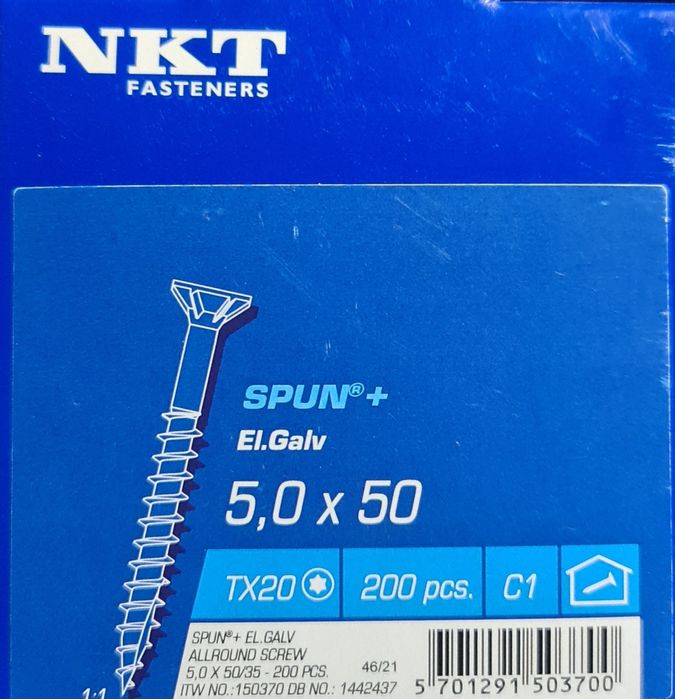 NKT
FASTENERS
SPUN®+
El.Galv
5,0 x 50
TX20 200 pcs. C1
SPUN®+ EL.GALV
ALLROUND SCREW
5,0 X 50/35 - 200 PCS. 46/21
ITW NO.:150370 DB NO.: 1442437
5 701291 503700
1:1